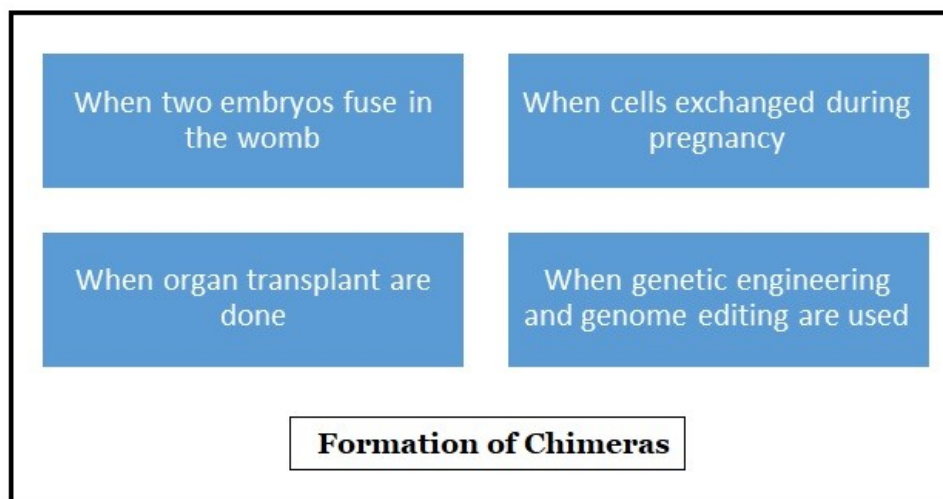 When two embryos fuse in
the womb
When cells exchanged during
pregnancy
When organ transplant are
done
When genetic engineering
and genome editing are used
Formation of Chimeras